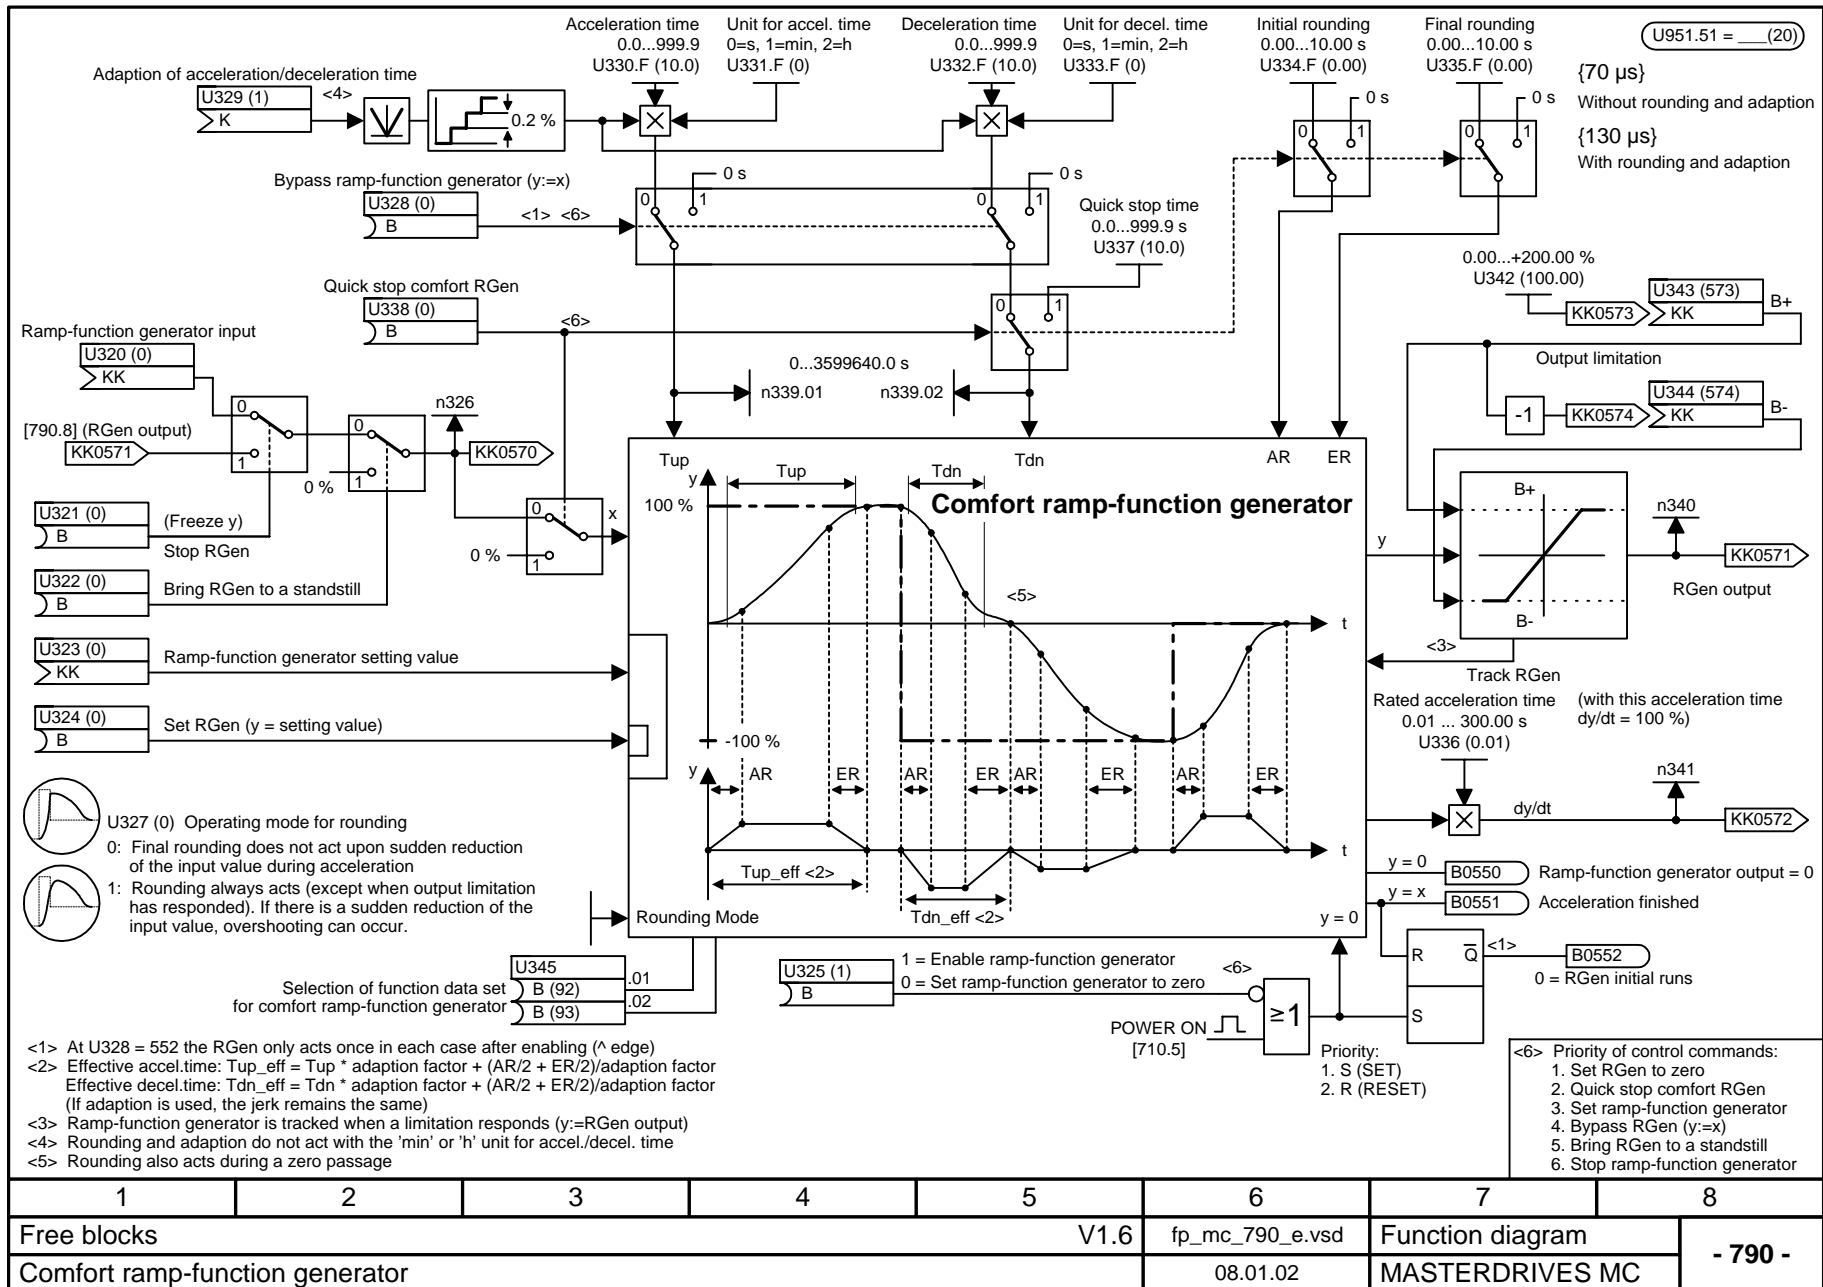 Acceleration time
0.0...999.9
U330.F (10.0)
Unit for accel. time
0=s, 1=min, 2=h
U331.F (0)
Deceleration time
0.0...999.9
U332.F (10.0)
Unit for decel. time
0=s, 1=min, 2=h
U333.F (0)
Initial rounding
0.00...10.00 s
U334.F (0.00)
Final rounding
0.00...10.00 s
U335.F (0.00)
U951.51 = ___(20)
{70 µs}
Without rounding and adaption
{130 µs}
With rounding and adaption
Adaption of acceleration/deceleration time
U329 (1)
K
<4>
0.2 %
0 s
0 s
0 1
0 1
Bypass ramp-function generator (y:=x)
U328 (0)
B
<1> <6>
0 s
0 s
0 1
0 1
Quick stop time
0.0...999.9 s
U337 (10.0)
0 1
Quick stop comfort RGen
U338 (0)
B
<6>
0.00...+200.00 %
U342 (100.00)
KK0573
U343 (573)
KK
B+
Output limitation
-1
KK0574
U344 (574)
KK
B-
Ramp-function generator input
U320 (0)
KK
[790.8] (RGen output)
KK0571
0
1
0
1
0 %
n326
KK0570
U321 (0)
B
(Freeze y)
Stop RGen
U322 (0)
B
Bring RGen to a standstill
0
1
0 %
x
0...3599640.0 s
n339.01
n339.02
Tup
Tdn
AR
ER
y
Tup
Tdn
100 %
Comfort ramp-function generator
<5>
t
-100 %
y
AR
ER
AR
ER
AR
ER
AR
ER
t
Tup_eff <2>
Tdn_eff <2>
Rounding Mode
y = 0
y
B+
B-
n340
KK0571
RGen output
<3>
Track RGen
Rated acceleration time
0.01 ... 300.00 s
U336 (0.01)
(with this acceleration time
dy/dt = 100 %)
dy/dt
n341
KK0572
U323 (0)
KK
Ramp-function generator setting value
U324 (0)
B
Set RGen (y = setting value)
U327 (0) Operating mode for rounding
0: Final rounding does not act upon sudden reduction
of the input value during acceleration
1: Rounding always acts (except when output limitation
has responded). If there is a sudden reduction of the
input value, overshooting can occur.
y = 0
B0550
Ramp-function generator output = 0
y = x
B0551
Acceleration finished
R
Q
S
<1>
B0552
0 = RGen initial runs
Selection of function data set
for comfort ramp-function generator
U345
B (92)
B (93)
.01
.02
U325 (1)
B
1 = Enable ramp-function generator
0 = Set ramp-function generator to zero
<6>
≥1
POWER ON
[710.5]
Priority:
1. S (SET)
2. R (RESET)
<1> At U328 = 552 the RGen only acts once in each case after enabling (^ edge)
<2> Effective accel.time: Tup_eff = Tup * adaption factor + (AR/2 + ER/2)/adaption factor
Effective decel.time: Tdn_eff = Tdn * adaption factor + (AR/2 + ER/2)/adaption factor
(If adaption is used, the jerk remains the same)
<3> Ramp-function generator is tracked when a limitation responds (y:=RGen output)
<4> Rounding and adaption do not act with the 'min' or 'h' unit for accel./decel. time
<5> Rounding also acts during a zero passage
<6> Priority of control commands:
1. Set RGen to zero
2. Quick stop comfort RGen
3. Set ramp-function generator
4. Bypass RGen (y:=x)
5. Bring RGen to a standstill
6. Stop ramp-function generator
1 2 3 4 5 6 7 8
Free blocks
V1.6
fp_mc_790_e.vsd
Function diagram
- 790 -
Comfort ramp-function generator
08.01.02
MASTERDRIVES MC